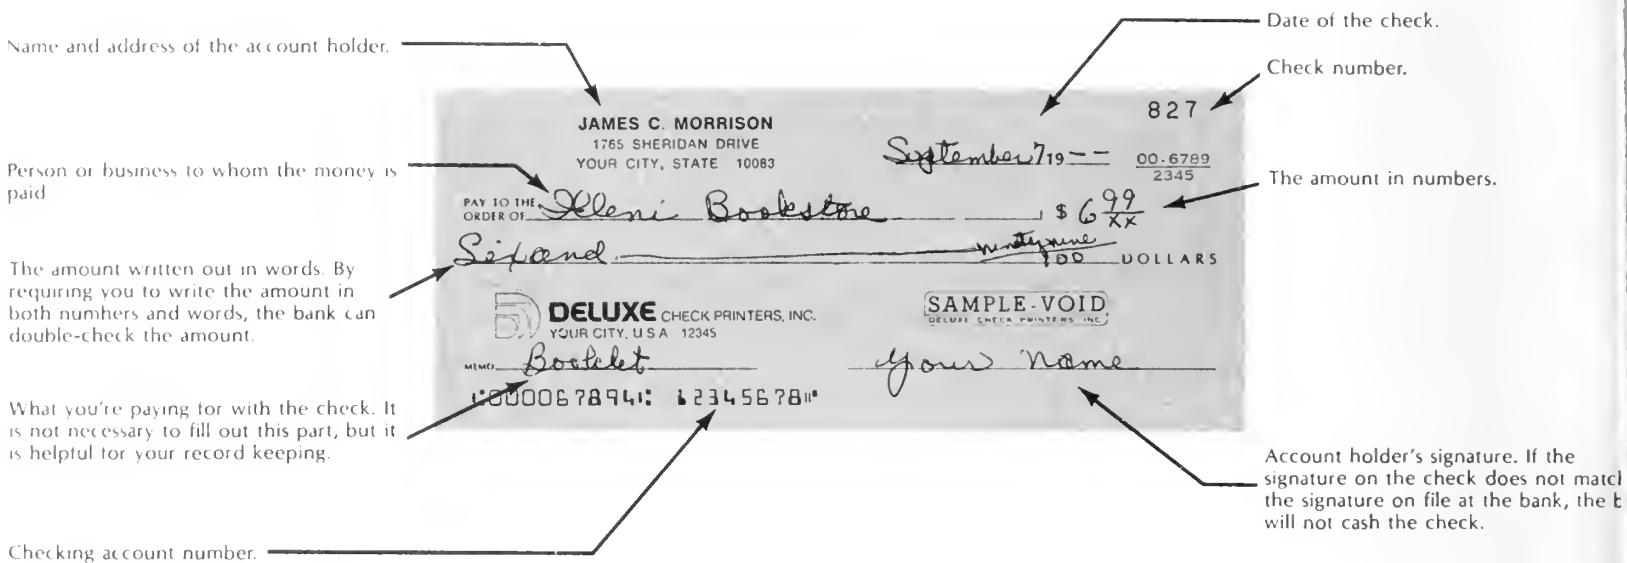 Name and address of the account holder.
Person or business to whom the money is
paid
The amount written out in words. By
requiring you to write the amount in
both numbers and words, the bank can
double-check the amount.
What you're paying for with the check. It
is not necessary to fill out this part, but it
is helpful for your record keeping.
Checking account number.
JAMES C. MORRISON
1765 SHERIDAN DRIVE
YOUR CITY, STATE 10083
827
September 7 19 --
00-6789
2345
PAY TO THE
ORDER OF Ileni Bookstore $ 6 99/XX
Six and ninety nine/100 DOLLARS
DELUXE CHECK PRINTERS, INC.
YOUR CITY, U S A 12345
SAMPLE-VOID
DELUXE CHECK PRINTERS INC.
MEMO Booklet Your Name
⑆000067894⑆ 12345678⑈
Date of the check.
Check number.
The amount in numbers.
Account holder's signature. If the
signature on the check does not matc
the signature on file at the bank, the
will not cash the check.